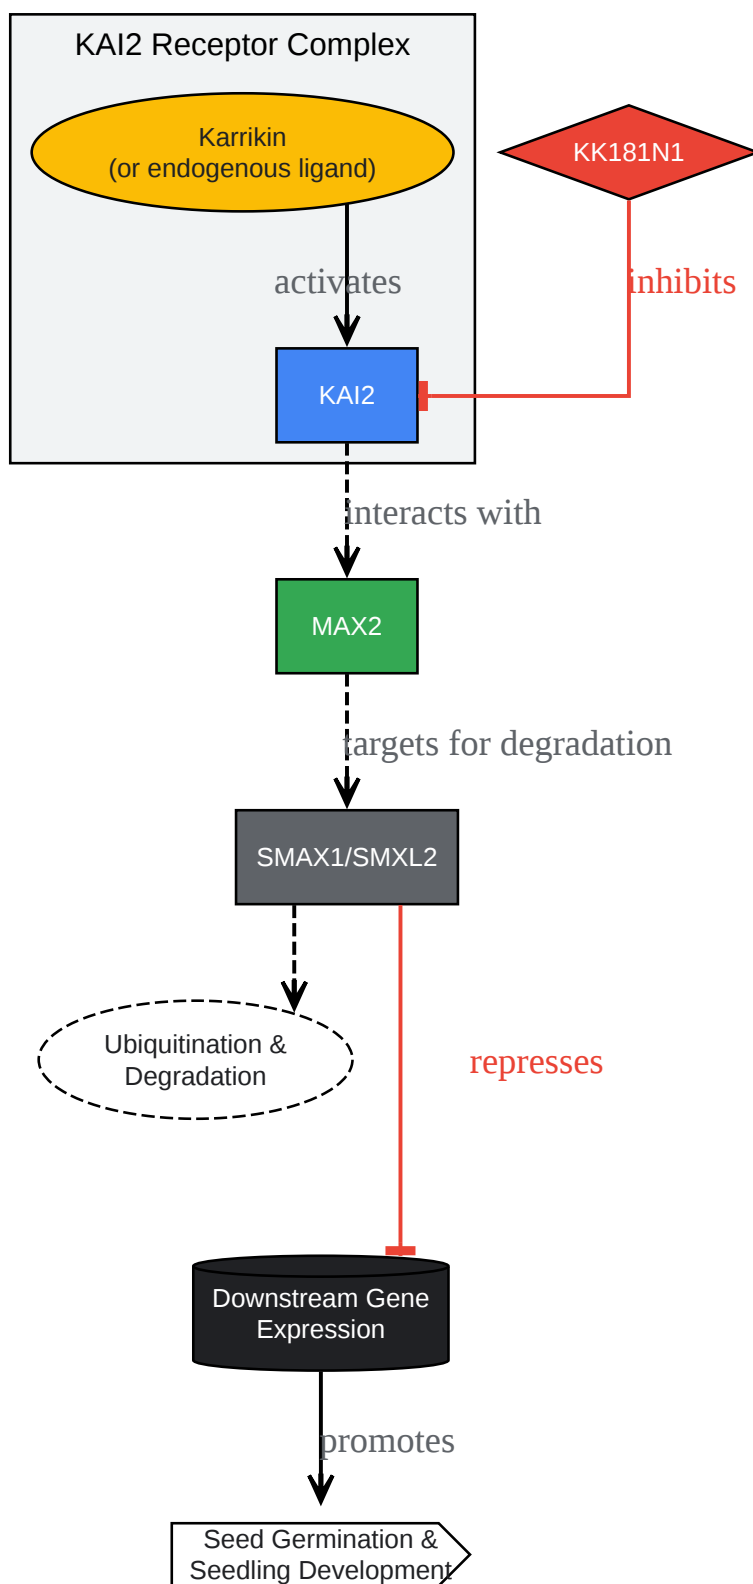 KAI2 Receptor Complex
Karrikin
(or endogenous ligand)
KK181N1
activates
inhibits
KAI2
interacts with
MAX2
targets for degradation
SMAX1/SMXL2
Ubiquitination &
Degradation
represses
Downstream Gene
Expression
promotes
Seed Germination &
Seedling Development